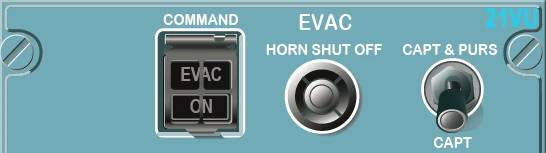 COMMAND
EVAC
21VU
HORN SHUT OFF
CAPT & PURS
EVAC
ON
CAPT